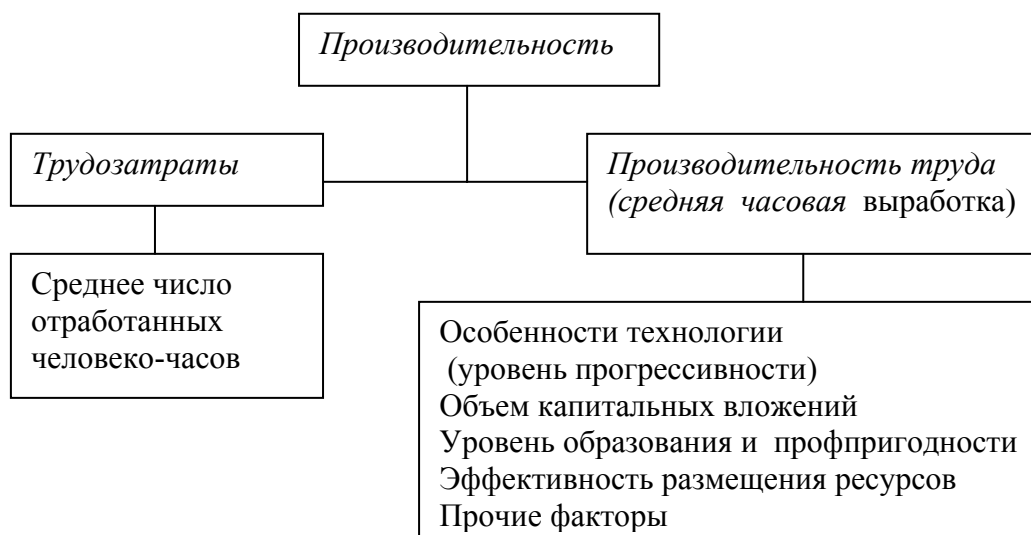 Производительность
Трудозатраты
Производительность труда
(средняя часовая выработка)
Среднее число
отработанных
человеко-часов
Особенности технологии
(уровень прогрессивности)
Объем капитальных вложений
Уровень образования и профпригодности
Эффективность размещения ресурсов
Прочие факторы